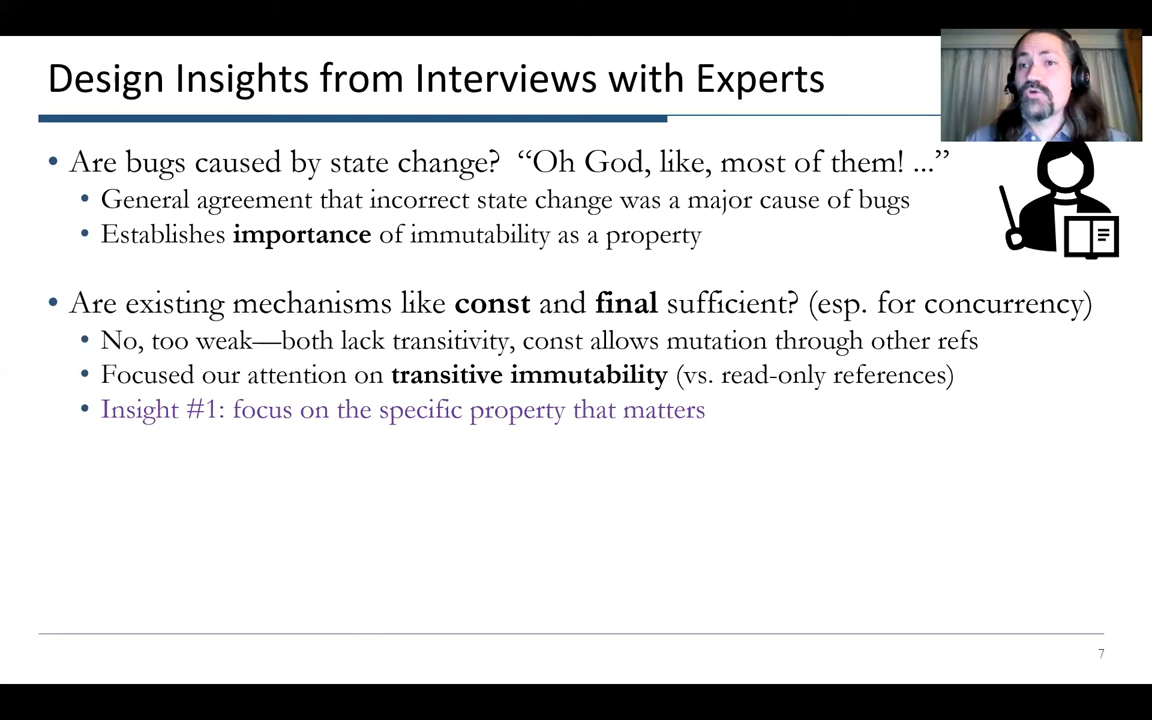 Design Insights from Interviews with Experts
• Are bugs caused by state change? “Oh God, like, most of them! ...”
• General agreement that incorrect state change was a major cause of bugs
• Establishes importance of immutability as a property
• Are existing mechanisms like const and final sufficient? (esp. for concurrency)
• No, too weak—both lack transitivity, const allows mutation through other refs
• Focused our attention on transitive immutability (vs. read-only references)
• Insight #1: focus on the specific property that matters
7